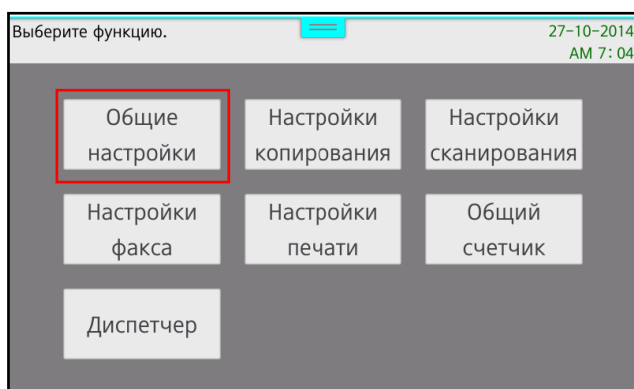 Выберите функцию.
27-10-2014
AM 7:04
Общие
настройки
Настройки
копирования
Настройки
сканирования
Настройки
факса
Настройки
печати
Общий
счетчик
Диспетчер